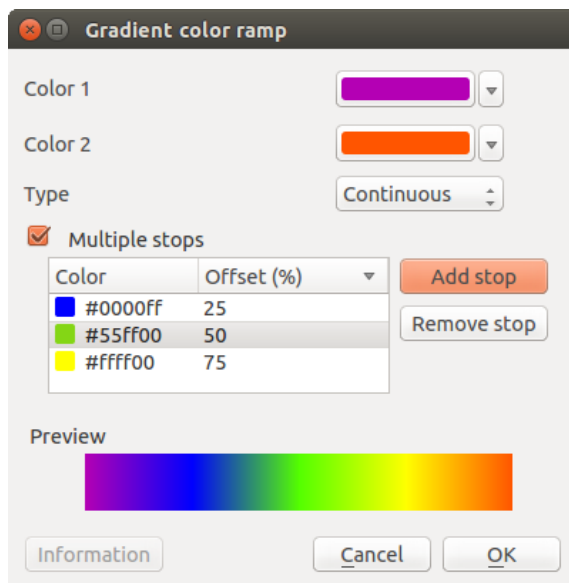 Gradient color ramp
Color 1
Color 2
Type Continuous
Multiple stops
Color Offset (%) Add stop
#0000ff 25
#55ff00 50 Remove stop
#ffff00 75
Preview
Information Cancel OK